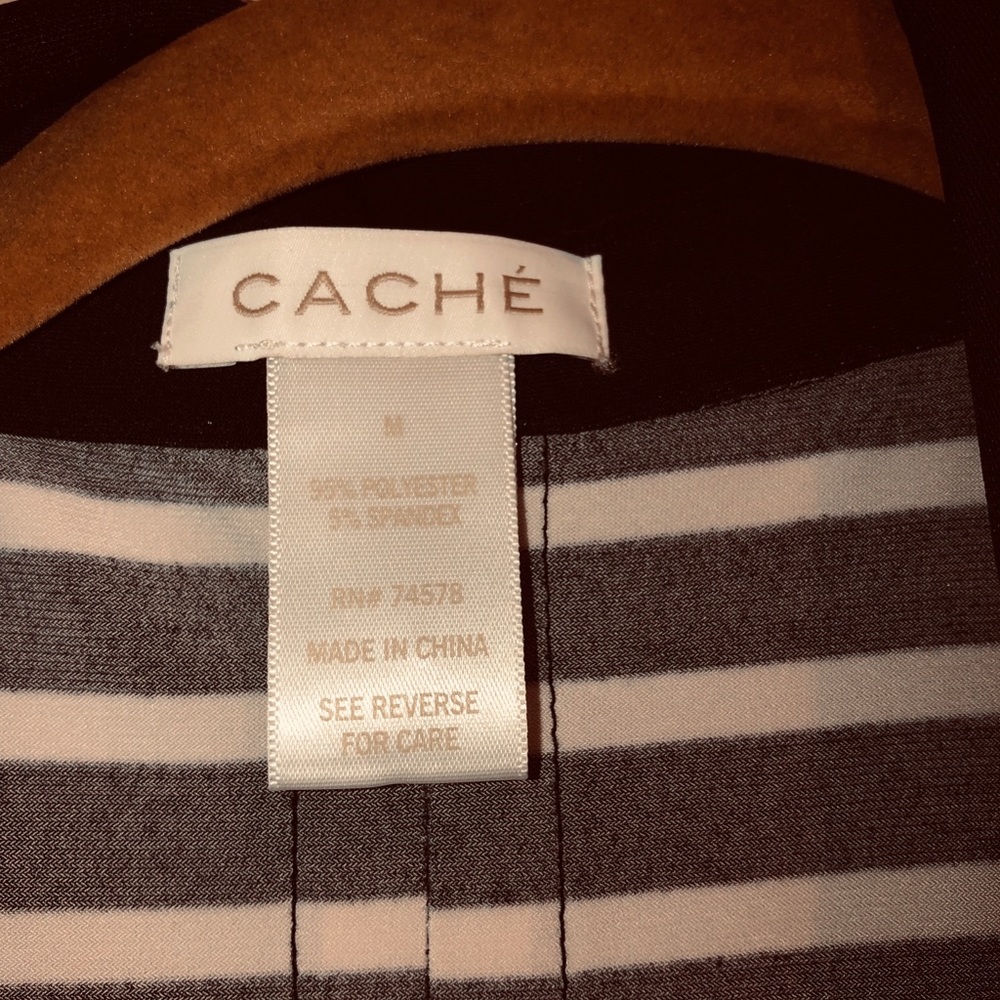 CACHÉ
M
95% POLYESTER
5% SPANDEX
RN# 74578
MADE IN CHINA
SEE REVERSE
FOR CARE